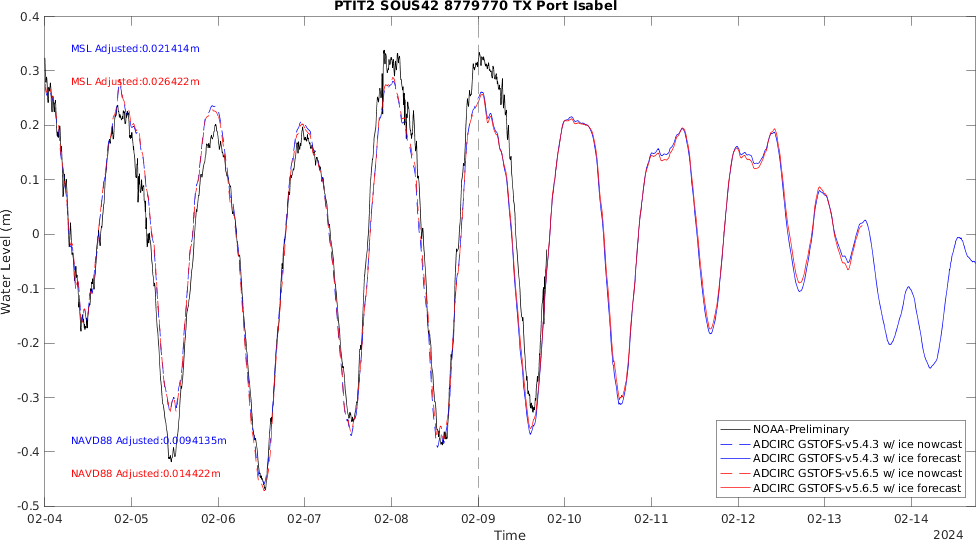 PTIT2 SOUS42 8779770 TX Port Isabel
0.4
0.3
0.2
0.1
0
-0.1
-0.2
-0.3
-0.4
-0.5
Water Level (m)
MSL Adjusted:0.021414m
MSL Adjusted:0.026422m
NAVD88 Adjusted:0.0094135m
NAVD88 Adjusted:0.014422m
NOAA-Preliminary
ADCIRC GSTOFS-v5.4.3 w/ ice nowcast
ADCIRC GSTOFS-v5.4.3 w/ ice forecast
ADCIRC GSTOFS-v5.6.5 w/ ice nowcast
ADCIRC GSTOFS-v5.6.5 w/ ice forecast
02-04 02-05 02-06 02-07 02-08 02-09 02-10 02-11 02-12 02-13 02-14
Time
2024